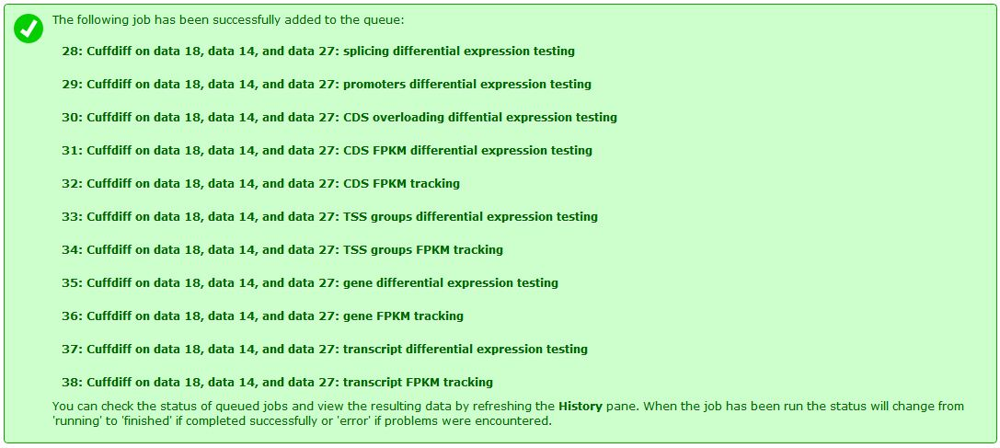 The following job has been successfully added to the queue:
28: Cuffdiff on data 18, data 14, and data 27: splicing differential expression testing
29: Cuffdiff on data 18, data 14, and data 27: promoters differential expression testing
30: Cuffdiff on data 18, data 14, and data 27: CDS overloading diffential expression testing
31: Cuffdiff on data 18, data 14, and data 27: CDS FPKM differential expression testing
32: Cuffdiff on data 18, data 14, and data 27: CDS FPKM tracking
33: Cuffdiff on data 18, data 14, and data 27: TSS groups differential expression testing
34: Cuffdiff on data 18, data 14, and data 27: TSS groups FPKM tracking
35: Cuffdiff on data 18, data 14, and data 27: gene differential expression testing
36: Cuffdiff on data 18, data 14, and data 27: gene FPKM tracking
37: Cuffdiff on data 18, data 14, and data 27: transcript differential expression testing
38: Cuffdiff on data 18, data 14, and data 27: transcript FPKM tracking
You can check the status of queued jobs and view the resulting data by refreshing the History pane. When the job has been run the status will change from
'running' to 'finished' if completed successfully or 'error' if problems were encountered.